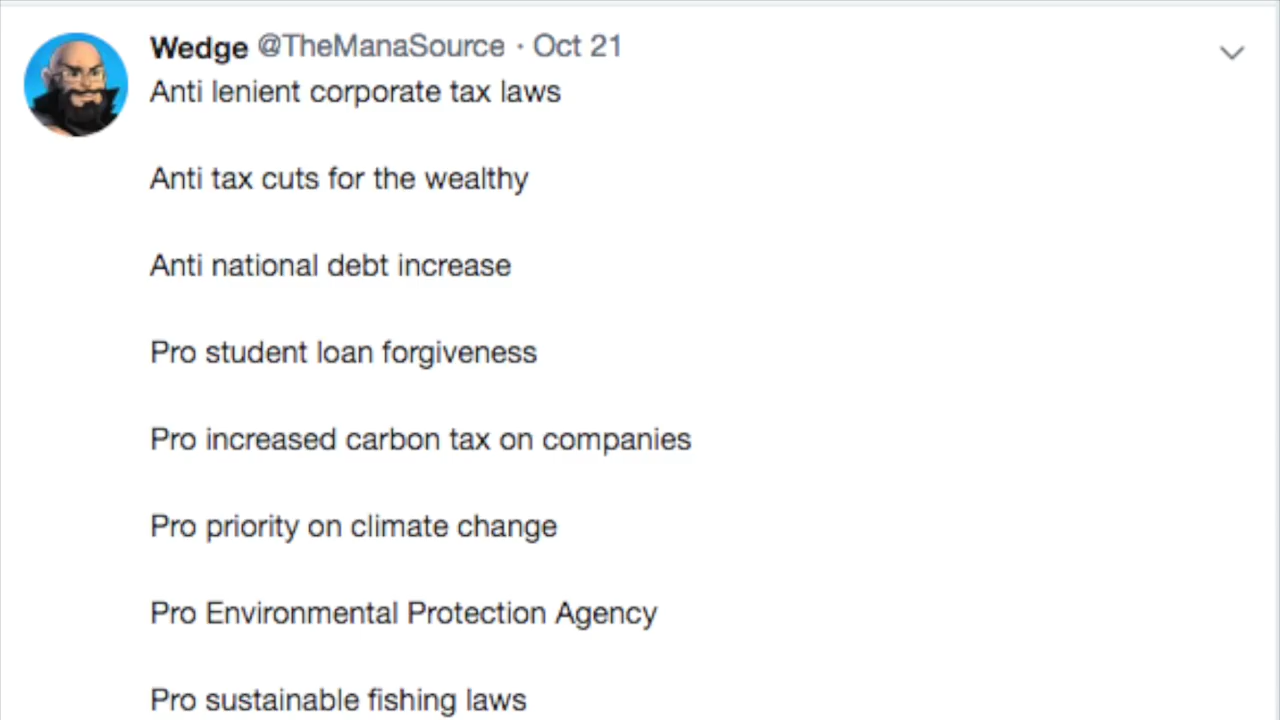 Wedge @TheManaSource · Oct 21
Anti lenient corporate tax laws
Anti tax cuts for the wealthy
Anti national debt increase
Pro student loan forgiveness
Pro increased carbon tax on companies
Pro priority on climate change
Pro Environmental Protection Agency
Pro sustainable fishing laws